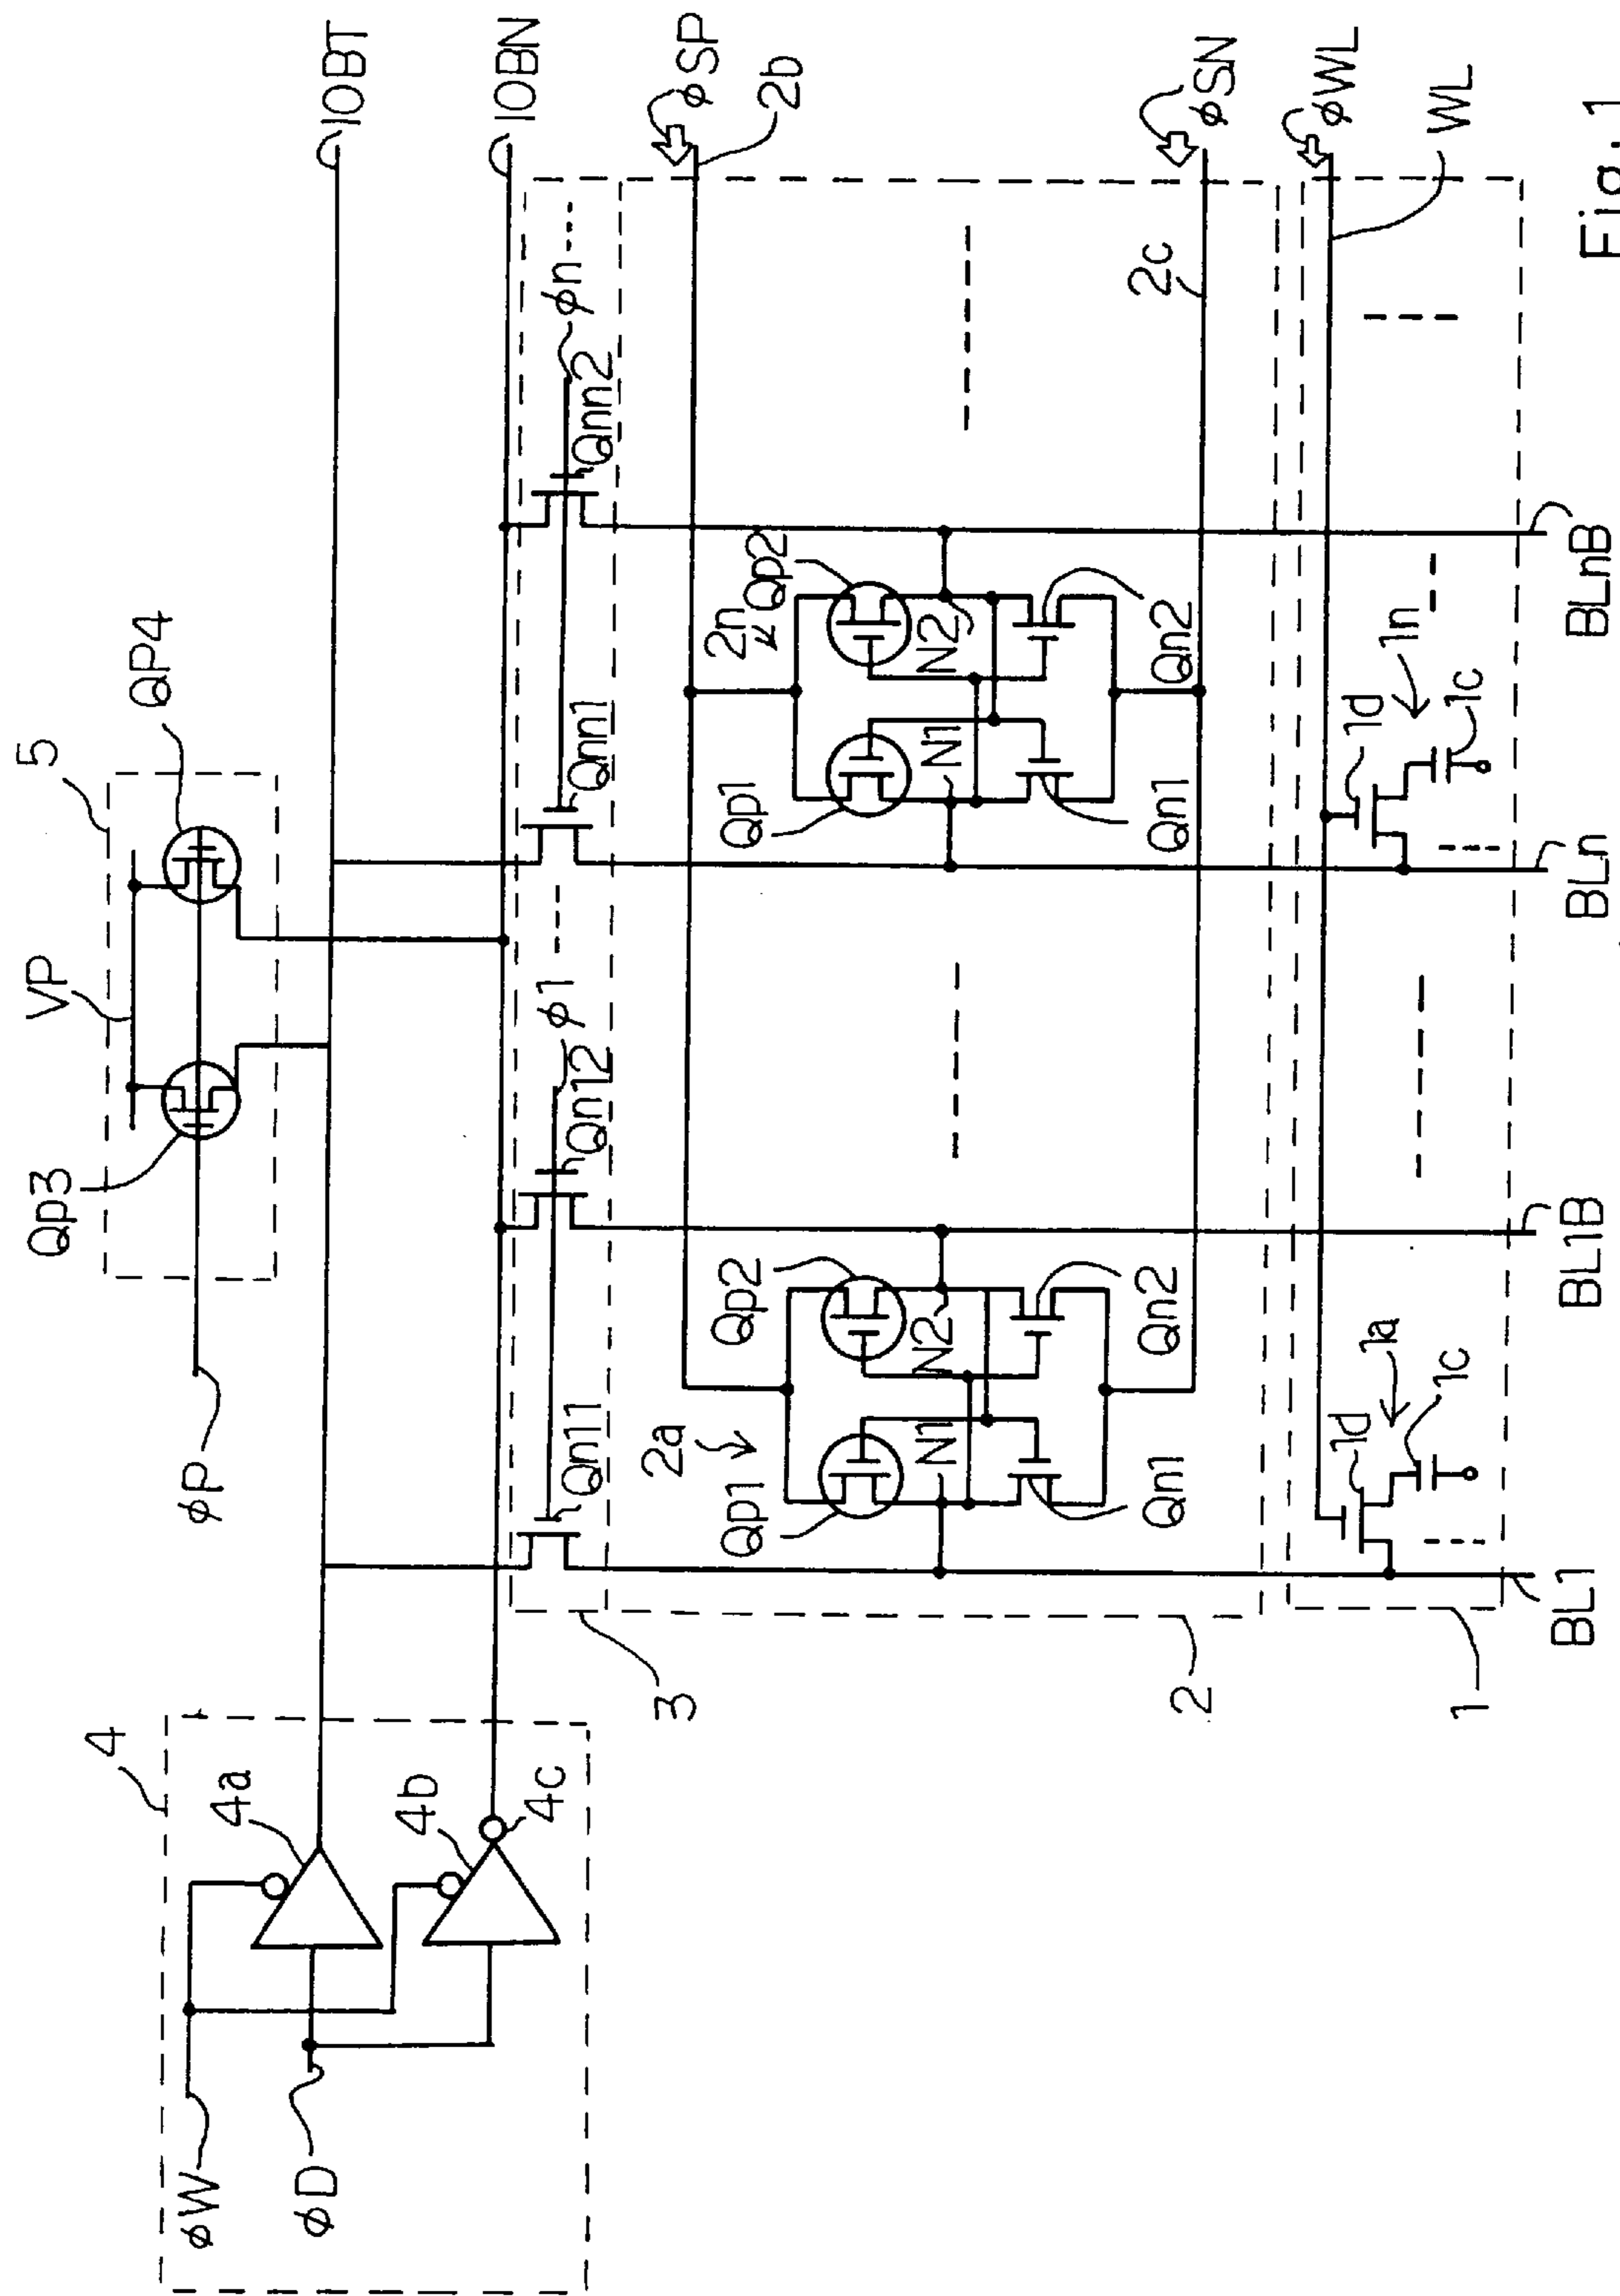 4
4a
4b
4c
φW
φD
5
VP
Qp3
QP4
φP
IOBT
IOBN
φSP
2b
φSN
2c
φWL
WL
3
2
1
Qn11
Qn12
φ1
Qnn1
Qnn2
φn
2a
Qp1
Qp2
N1
N2
Qn1
Qn2
2n
Qp1
Qp2
N1
N2
Qn1
Qn2
1d
1a
1c
1d
1n
1c
BL1
BL1B
BLn
BLnB
Fig. 1